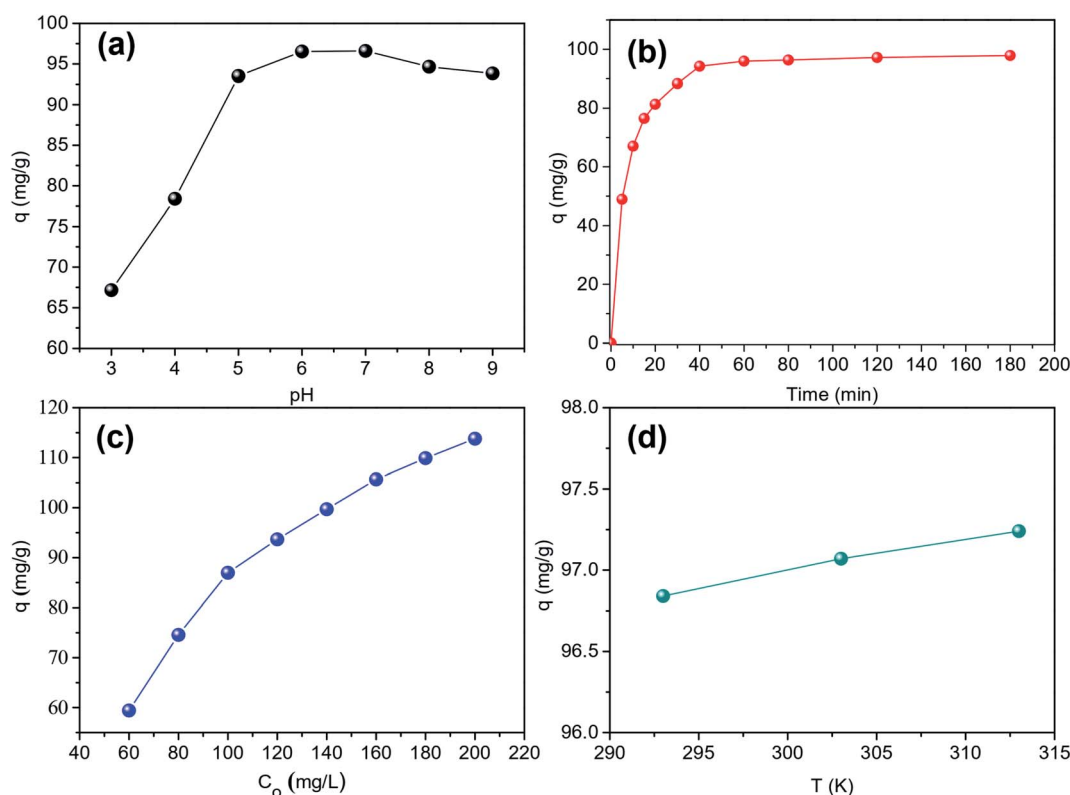 (a)
q (mg/g)
100
95
90
85
80
75
70
65
60
3 4 5 6 7 8 9
pH
(b)
q (mg/g)
100
80
60
40
20
0
0 20 40 60 80 100 120 140 160 180 200
Time (min)
(c)
q (mg/g)
120
110
100
90
80
70
60
40 60 80 100 120 140 160 180 200 220
Co (mg/L)
(d)
q (mg/g)
98.0
97.5
97.0
96.5
96.0
290 295 300 305 310 315
T (K)